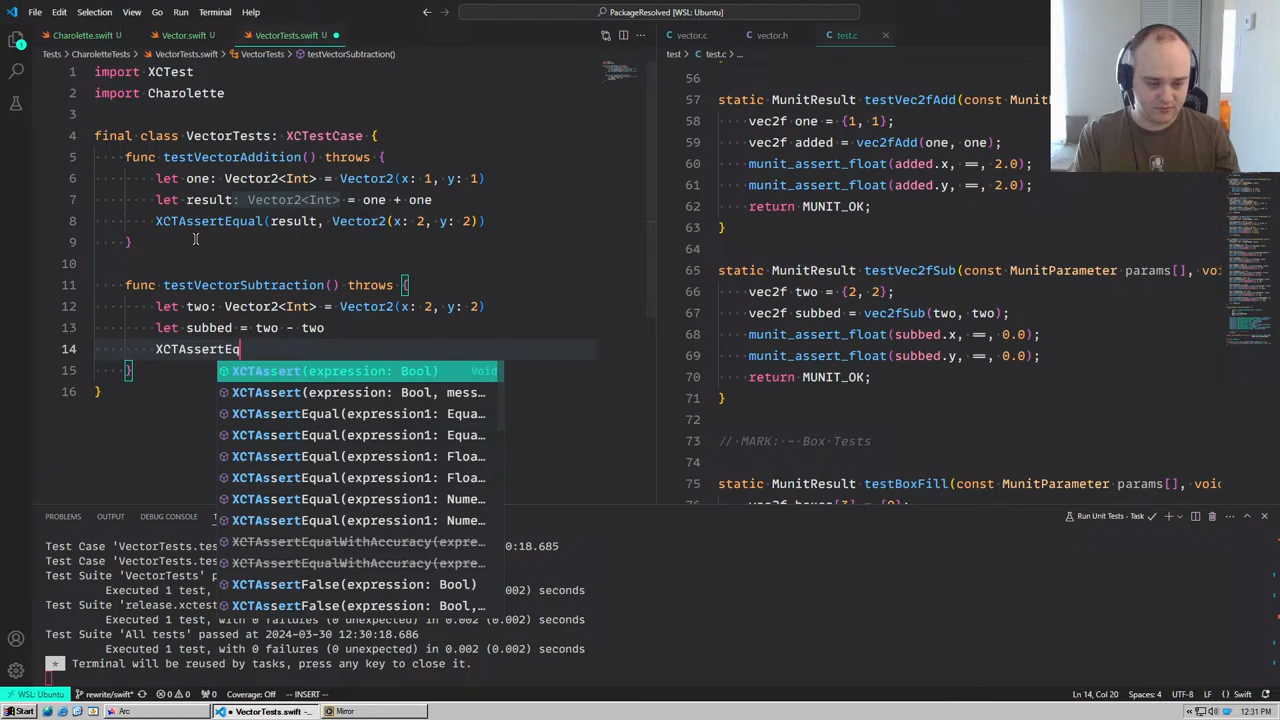 File Edit Selection View Go Run Terminal Help
PackageResolved [WSL: Ubuntu]
Charolette.swift Vector.swift VectorTests.swift
vector.c vector.h test.c
Tests > CharoletteTests > VectorTests.swift > VectorTests > testVectorSubtraction()
test > test.c > ...
1 import XCTest
2 import Charolette
3
4 final class VectorTests: XCTestCase {
5 func testVectorAddition() throws {
6 let one: Vector2<Int> = Vector2(x: 1, y: 1)
7 let result: Vector2<Int> = one + one
8 XCTAssertEqual(result, Vector2(x: 2, y: 2))
9 }
10
11 func testVectorSubtraction() throws {
12 let two: Vector2<Int> = Vector2(x: 2, y: 2)
13 let subbed = two - two
14 XCTAssertEq
15 }
16 }
XCTAssert(expression: Bool) Void
XCTAssert(expression: Bool, mess…
XCTAssertEqual(expression1: Equa…
XCTAssertEqual(expression1: Equa…
XCTAssertEqual(expression1: Floa…
XCTAssertEqual(expression1: Floa…
XCTAssertEqual(expression1: Nume…
XCTAssertEqual(expression1: Nume…
XCTAssertEqualWithAccuracy(expre…
XCTAssertEqualWithAccuracy(expre…
XCTAssertFalse(expression: Bool)
XCTAssertFalse(expression: Bool,…
56
57 static MunitResult testVec2fAdd(const Muni
58 vec2f one = {1, 1};
59 vec2f added = vec2fAdd(one, one);
60 munit_assert_float(added.x, ==, 2.0);
61 munit_assert_float(added.y, ==, 2.0);
62 return MUNIT_OK;
63 }
64
65 static MunitResult testVec2fSub(const MunitParameter params[], void
66 vec2f two = {2, 2};
67 vec2f subed = vec2fSub(two, two);
68 munit_assert_float(subed.x, ==, 0.0);
69 munit_assert_float(subed.y, ==, 0.0);
70 return MUNIT_OK;
71 }
72
73 // MARK: - Box Tests
74
75 static MunitResult testBoxFill(const MunitParameter params[], void
76 vec2f boxes[3] = {0};
PROBLEMS OUTPUT DEBUG CONSOLE T
Run Unit Tests - Task
Test Case 'VectorTests.tes 0:18.685
Test Case 'VectorTests.tes
Test Suite 'VectorTests' p
Executed 1 test, 002) seconds
Test Suite 'release.xctest
Executed 1 test, with 0 failures (0 unexpected) in 0.002 (0.002) seconds
Test Suite 'All tests' passed at 2024-03-30 12:30:18.686
Executed 1 test, with 0 failures (0 unexpected) in 0.002 (0.002) seconds
* Terminal will be reused by tasks, press any key to close it.
WSL: Ubuntu rewrite/swift* 0 0 0 Coverage: Off -- INSERT -- Ln 14, Col 20 Spaces: 4 UTF-8 LF Swift
Start Arc VectorTests.swift -... Mirror 12:31 PM